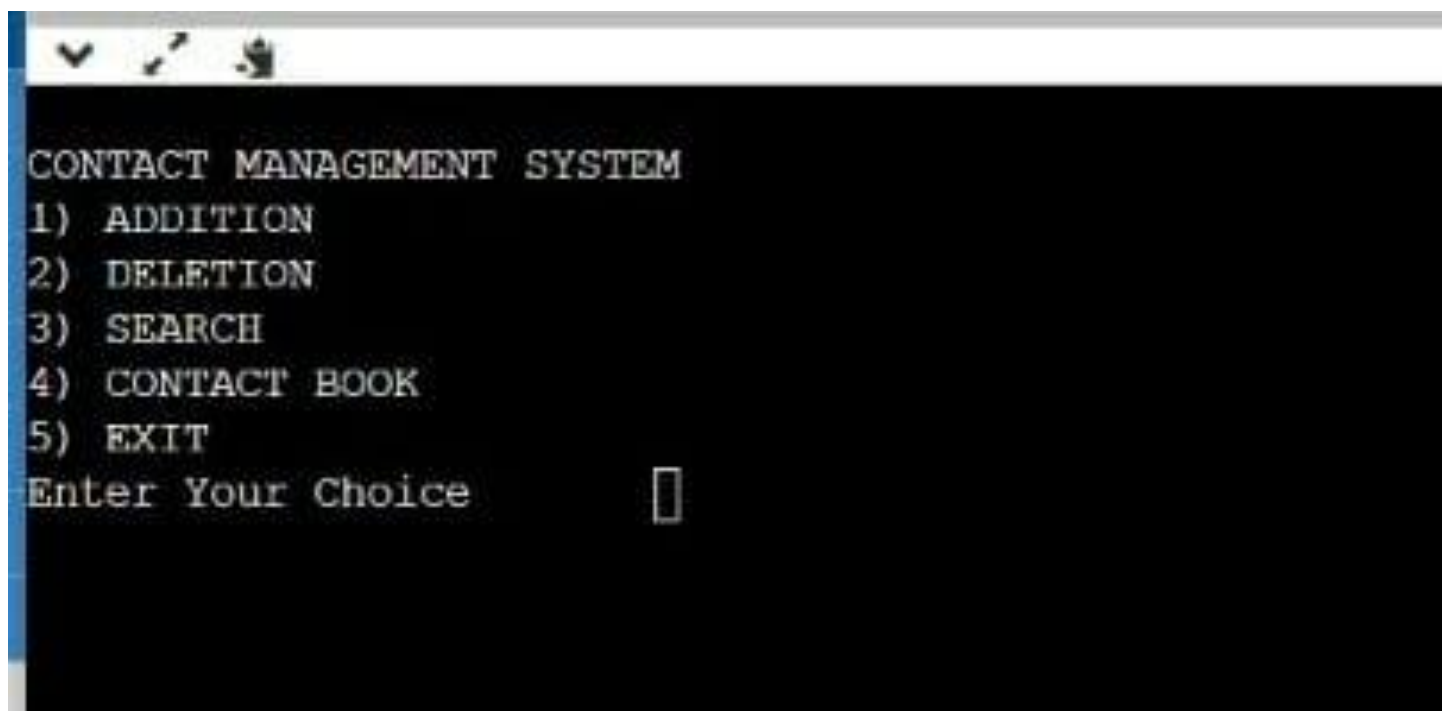 CONTACT MANAGEMENT SYSTEM
1) ADDITION
2) DELETION
3) SEARCH
4) CONTACT BOOK
5) EXIT
Enter Your Choice